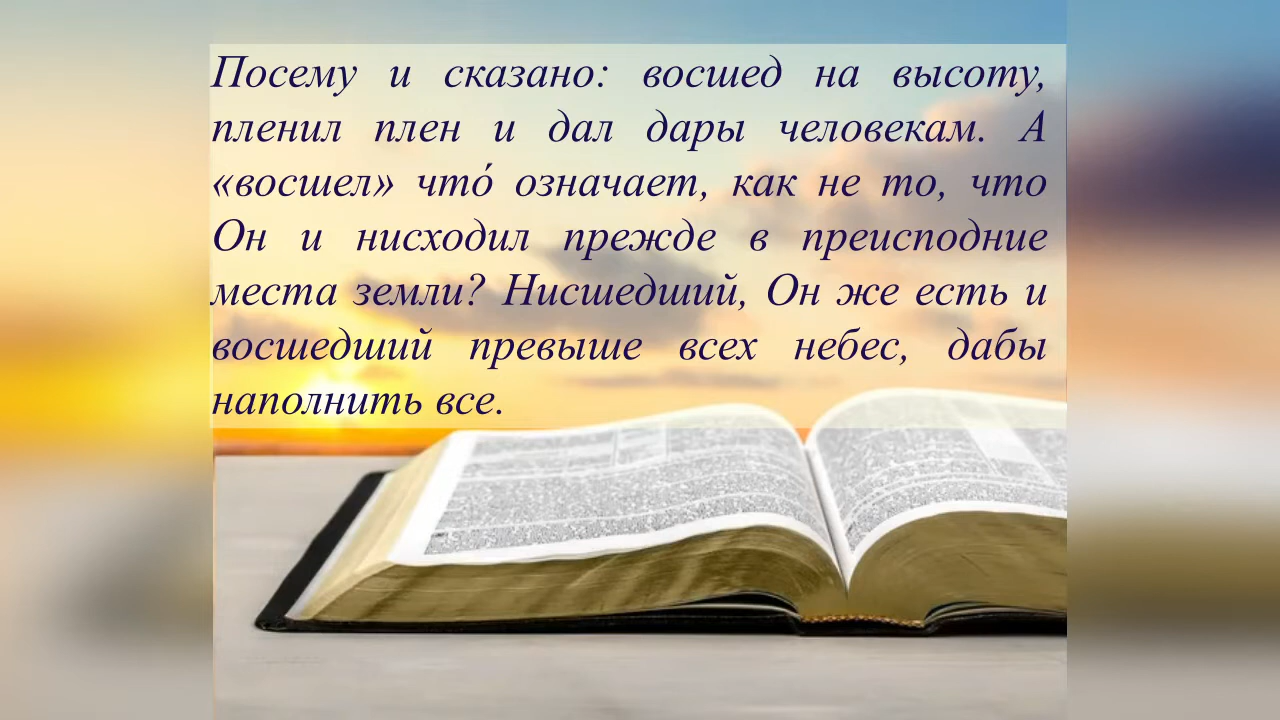 Посему и сказано: восшед на высоту,
пленил плен и дал дары человекам. А
«восшел» что́ означает, как не то, что
Он и нисходил прежде в преисподние
места земли? Нисшедший, Он же есть и
восшедший превыше всех небес, дабы
наполнить все.